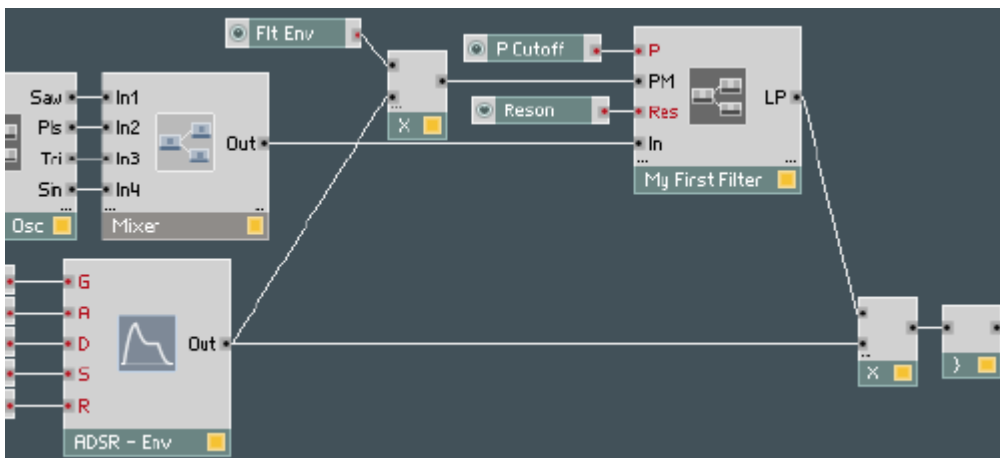 Flt Env
P Cutoff
P
Saw
In1
PM
LP
Pls
In2
Reson
Res
X
Tri
In3
Out
In
Sin
In4
My First Filter
Osc
Mixer
G
A
D
Out
S
X
}
R
ADSR - Env